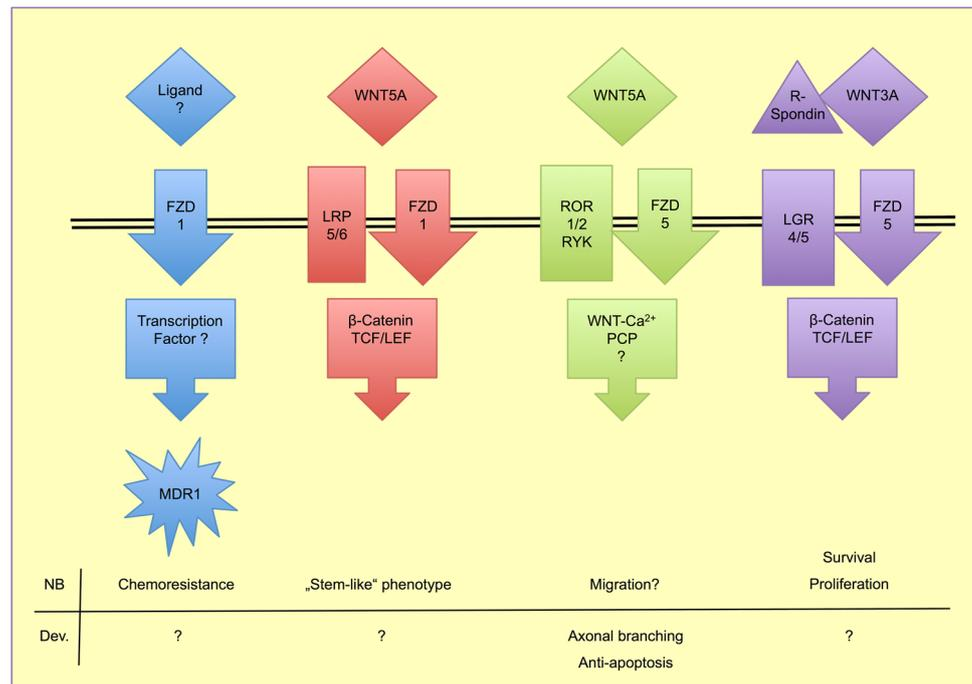 Ligand
?
WNT5A
WNT5A
R-
Spondin
WNT3A
FZD
1
LRP
5/6
FZD
1
ROR
1/2
RYK
FZD
5
LGR
4/5
FZD
5
Transcription
Factor ?
β-Catenin
TCF/LEF
WNT-Ca²⁺
PCP
?
β-Catenin
TCF/LEF
MDR1
NB
Chemoresistance
„Stem-like“ phenotype
Migration?
Survival
Proliferation
Dev.
?
?
Axonal branching
Anti-apoptosis
?